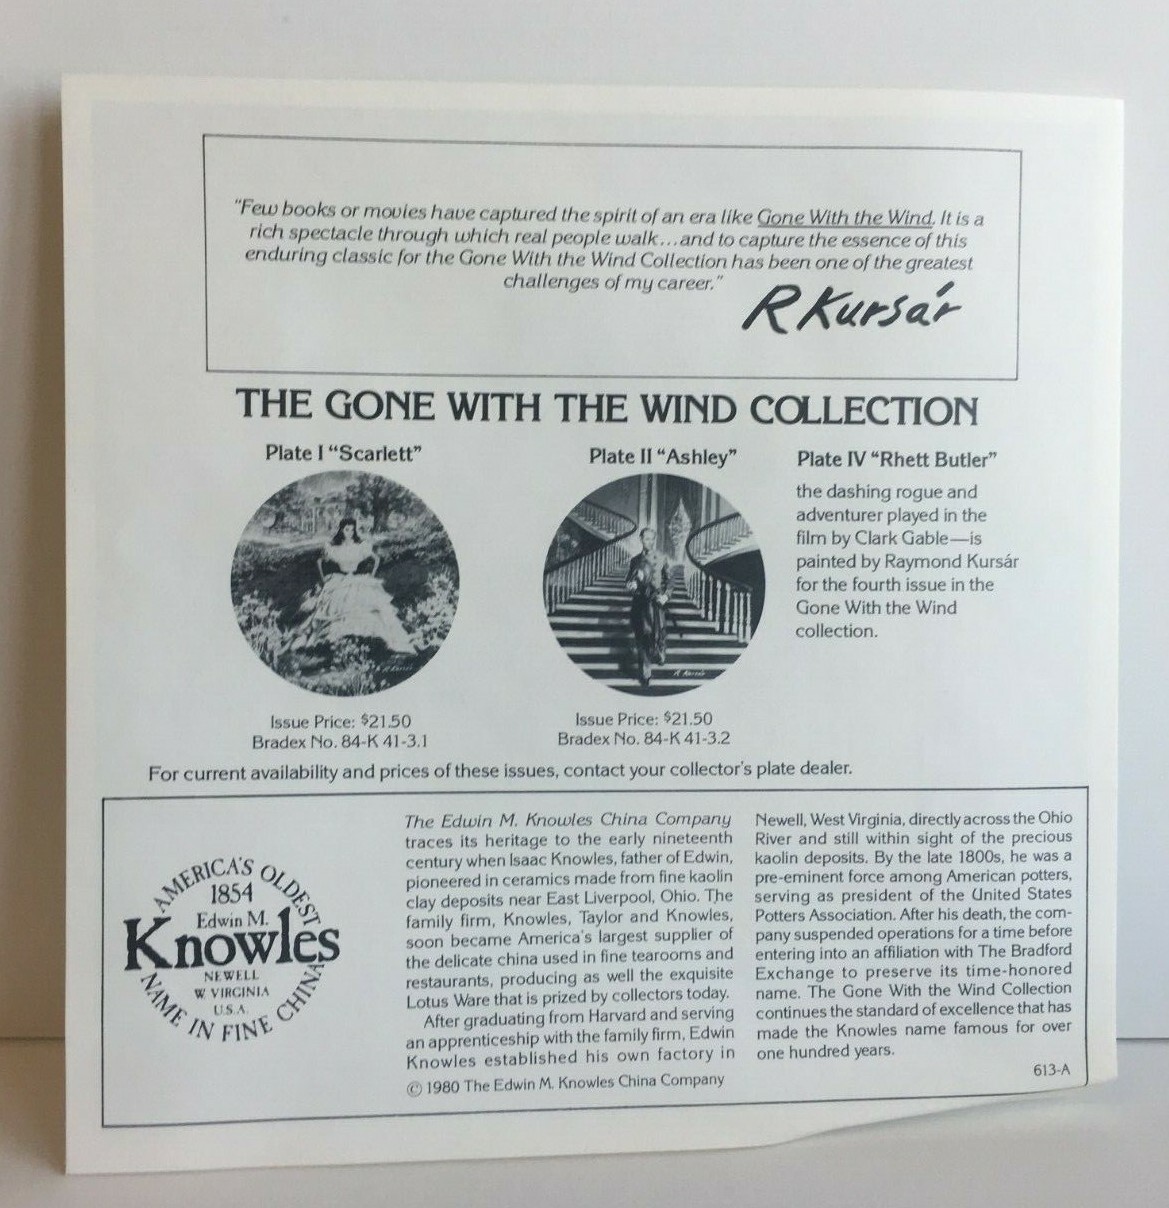 "Few books or movies have captured the spirit of an era like Gone With the Wind. It is a
rich spectacle through which real people walk...and to capture the essence of this
enduring classic for the Gone With the Wind Collection has been one of the greatest
challenges of my career."
R Kursár
THE GONE WITH THE WIND COLLECTION
Plate I "Scarlett"
Issue Price: $21.50
Bradex No. 84-K 41-3.1
Plate II "Ashley"
R Kursár
Issue Price: $21.50
Bradex No. 84-K 41-3.2
Plate IV "Rhett Butler"
the dashing rogue and
adventurer played in the
film by Clark Gable—is
painted by Raymond Kursár
for the fourth issue in the
Gone With the Wind
collection.
For current availability and prices of these issues, contact your collector's plate dealer.
AMERICA'S OLDEST
1854
Edwin M.
Knowles
NEWELL
W. VIRGINIA
U.S.A.
NAME IN FINE CHINA
The Edwin M. Knowles China Company
traces its heritage to the early nineteenth
century when Isaac Knowles, father of Edwin,
pioneered in ceramics made from fine kaolin
clay deposits near East Liverpool, Ohio. The
family firm, Knowles, Taylor and Knowles,
soon became America's largest supplier of
the delicate china used in fine tearooms and
restaurants, producing as well the exquisite
Lotus Ware that is prized by collectors today.
After graduating from Harvard and serving
an apprenticeship with the family firm, Edwin
Knowles established his own factory in
© 1980 The Edwin M. Knowles China Company
Newell, West Virginia, directly across the Ohio
River and still within sight of the precious
kaolin deposits. By the late 1800s, he was a
pre-eminent force among American potters,
serving as president of the United States
Potters Association. After his death, the com-
pany suspended operations for a time before
entering into an affiliation with The Bradford
Exchange to preserve its time-honored
name. The Gone With the Wind Collection
continues the standard of excellence that has
made the Knowles name famous for over
one hundred years.
613-A